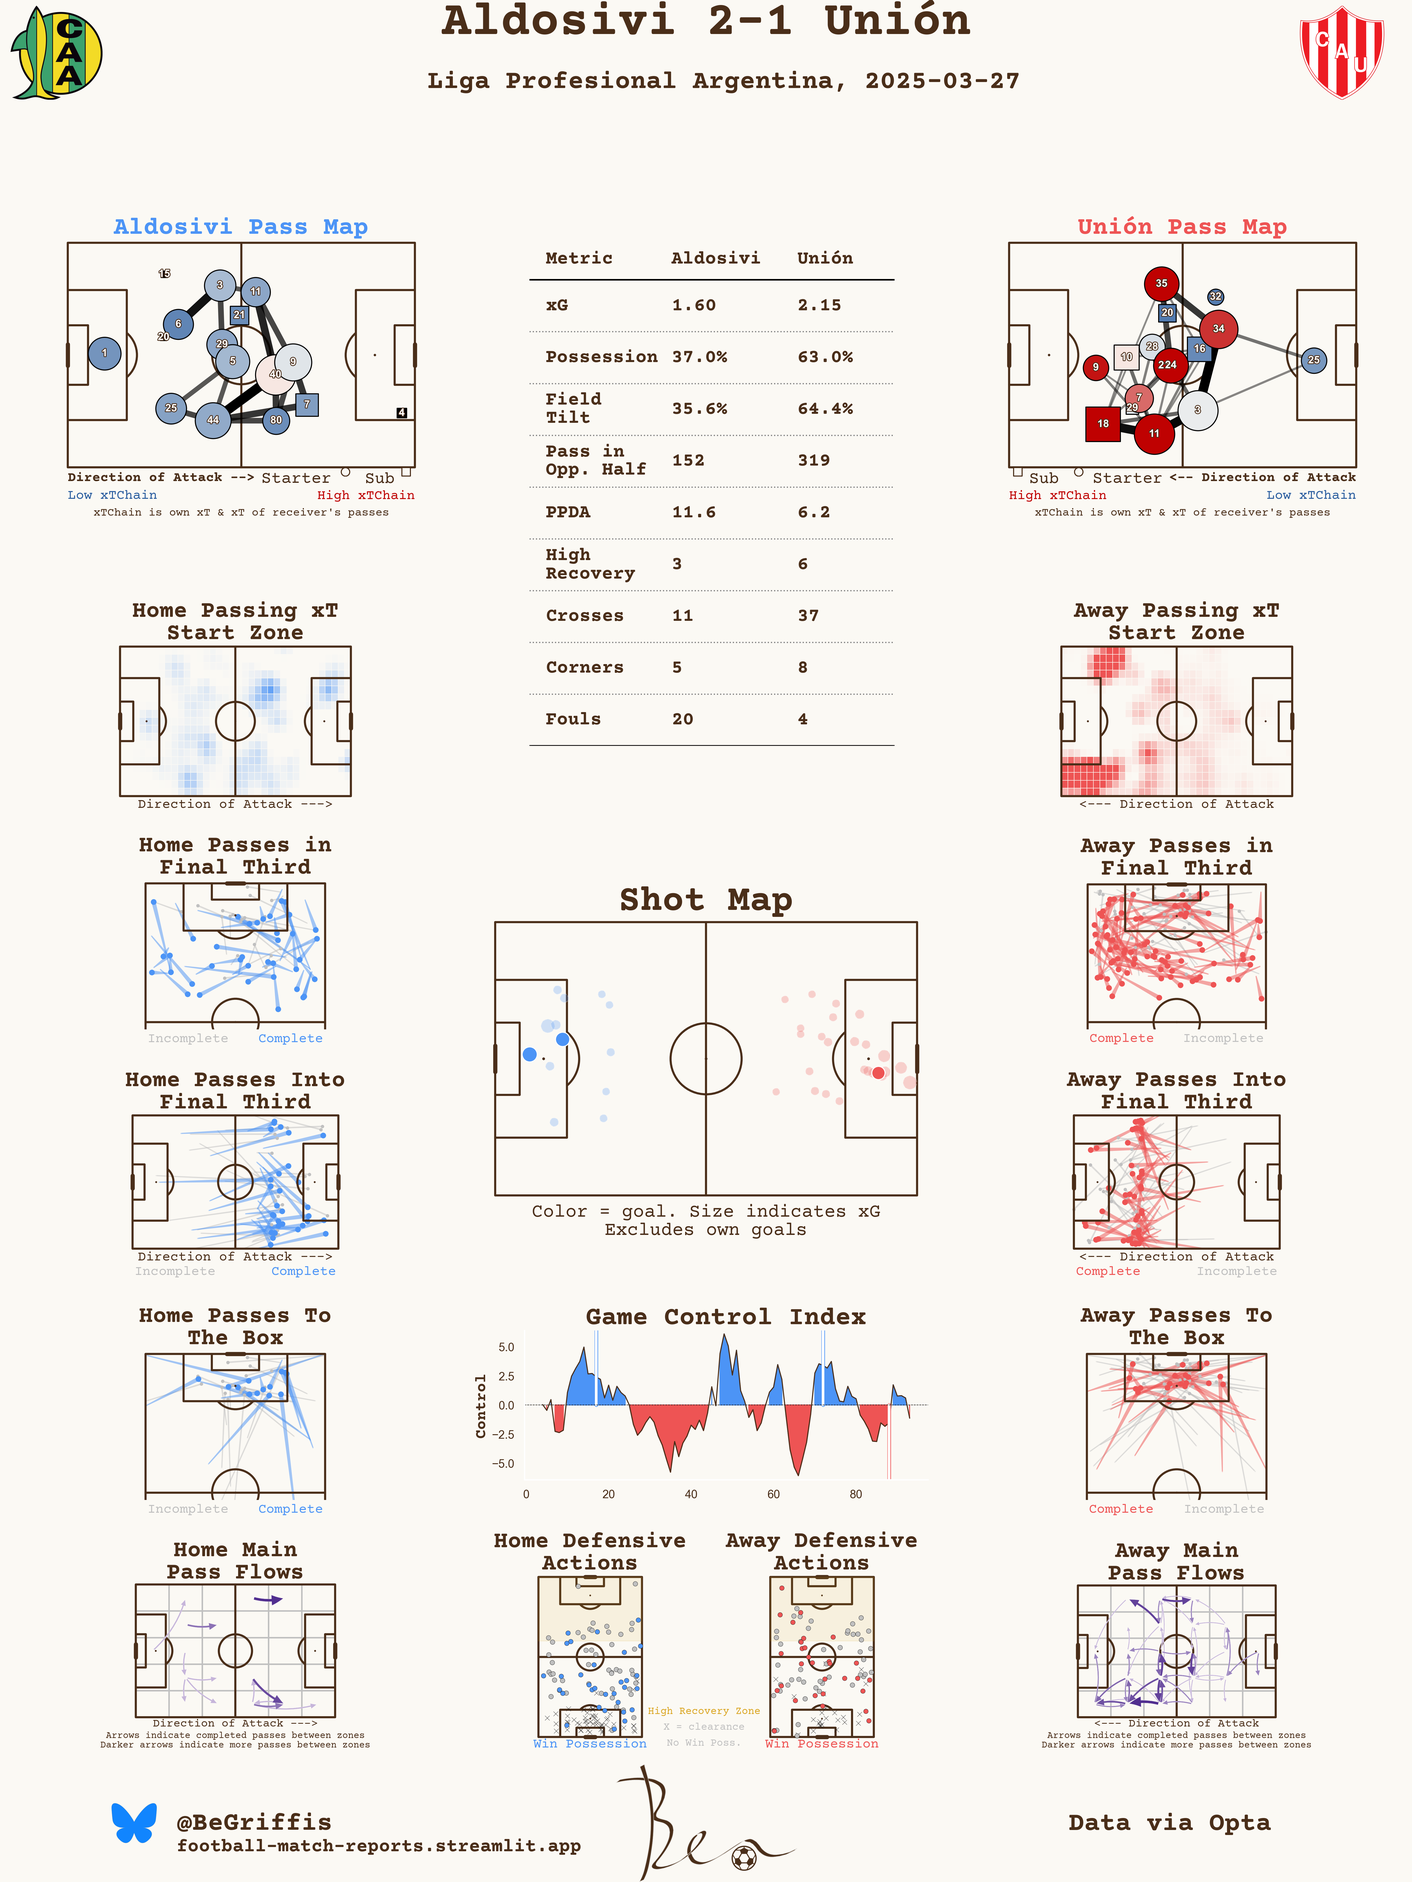 Aldosivi 2-1 Unión
Liga Profesional Argentina, 2025-03-27
CAA
CAU
Aldosivi Pass Map
15
3
11
21
6
20
29
1
5
9
40
25
44
80
7
4
Direction of Attack --> Starter Sub
Low xTChain High xTChain
xTChain is own xT & xT of receiver's passes
Metric Aldosivi Unión
xG 1.60 2.15
Possession 37.0% 63.0%
Field
Tilt 35.6% 64.4%
Pass in
Opp. Half 152 319
PPDA 11.6 6.2
High
Recovery 3 6
Crosses 11 37
Corners 5 8
Fouls 20 4
Unión Pass Map
35
32
20
34
28
16
10
9
224
25
7
29
3
18
11
Sub Starter <-- Direction of Attack
High xTChain Low xTChain
xTChain is own xT & xT of receiver's passes
Home Passing xT
Start Zone
Direction of Attack --->
Away Passing xT
Start Zone
<--- Direction of Attack
Home Passes in
Final Third
Incomplete Complete
Away Passes in
Final Third
Complete Incomplete
Shot Map
Color = goal. Size indicates xG
Excludes own goals
Home Passes Into
Final Third
Direction of Attack --->
Incomplete Complete
Away Passes Into
Final Third
<--- Direction of Attack
Complete Incomplete
Home Passes To
The Box
Incomplete Complete
Game Control Index
Control
5.0
2.5
0.0
−2.5
−5.0
0 20 40 60 80
Away Passes To
The Box
Complete Incomplete
Home Main
Pass Flows
Direction of Attack --->
Arrows indicate completed passes between zones
Darker arrows indicate more passes between zones
Home Defensive
Actions
Win Possession
Away Defensive
Actions
Win Possession
High Recovery Zone
X = clearance
No Win Poss.
Away Main
Pass Flows
<--- Direction of Attack
Arrows indicate completed passes between zones
Darker arrows indicate more passes between zones
@BeGriffis
football-match-reports.streamlit.app
Ben
Data via Opta